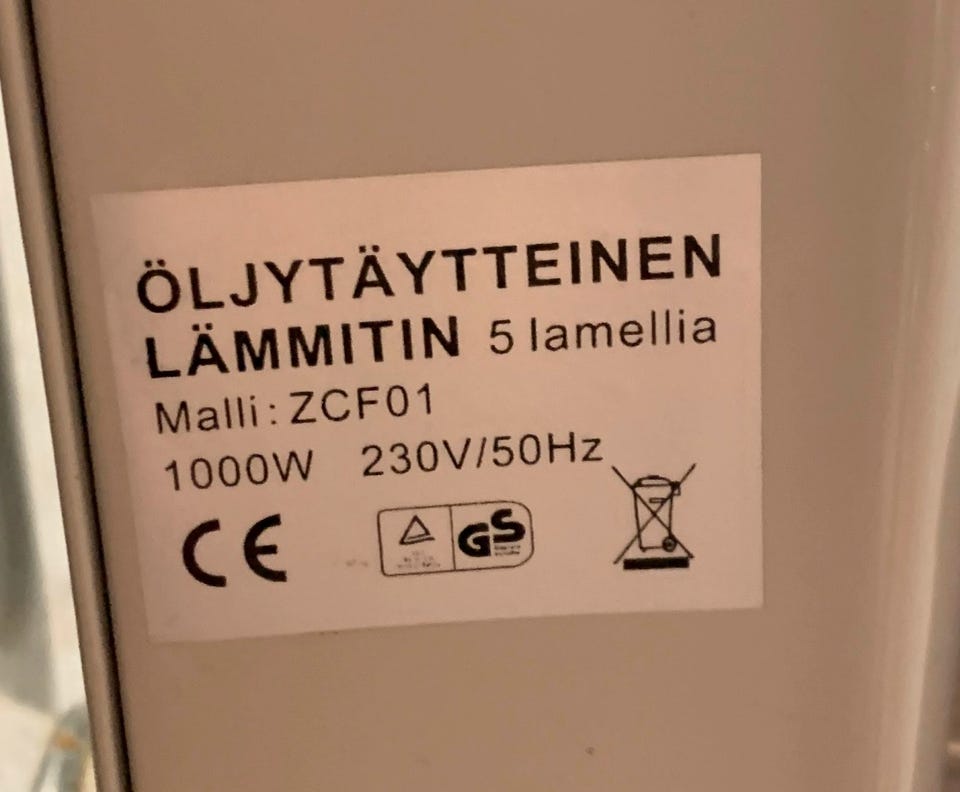 ÖLJYTÄYTTEINEN
LÄMMITIN 5 lamellia
Malli: ZCF01
1000W 230V/50Hz
CE
GS